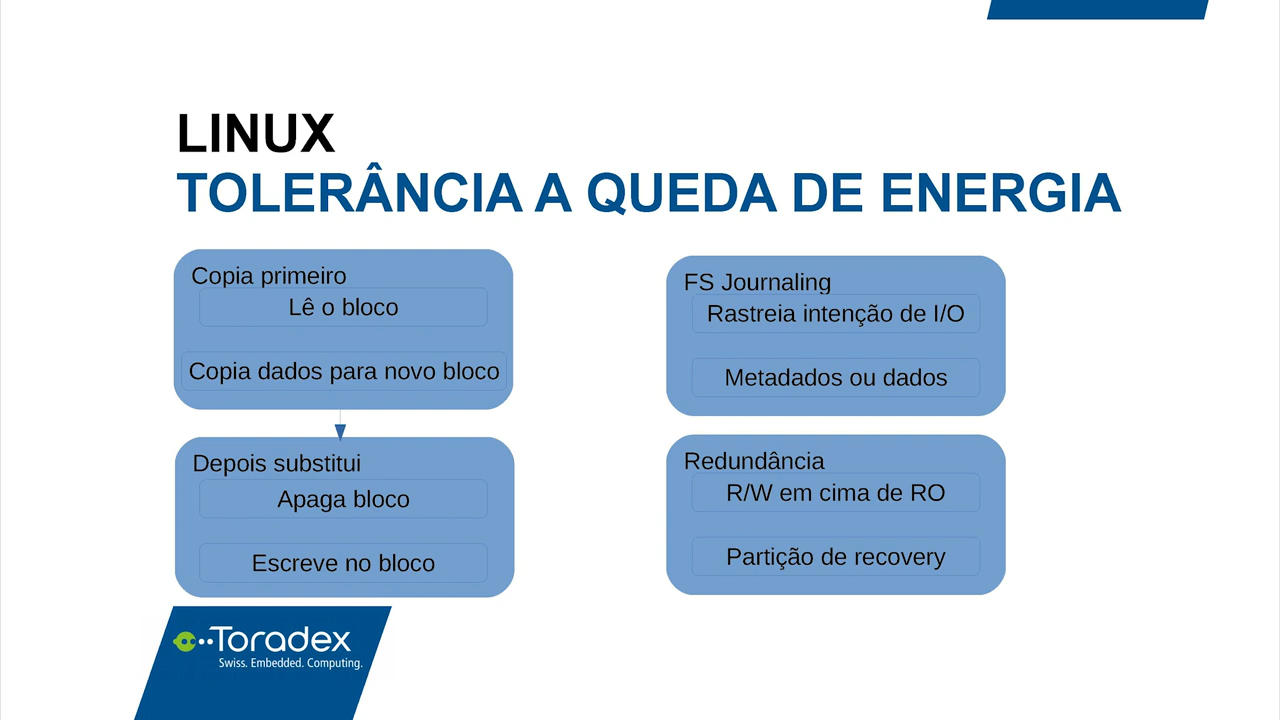 LINUX
TOLERÂNCIA A QUEDA DE ENERGIA
Copia primeiro
Lê o bloco
Copia dados para novo bloco
Depois substitui
Apaga bloco
Escreve no bloco
FS Journaling
Rastreia intenção de I/O
Metadados ou dados
Redundância
R/W em cima de RO
Partição de recovery
Toradex
Swiss. Embedded. Computing.